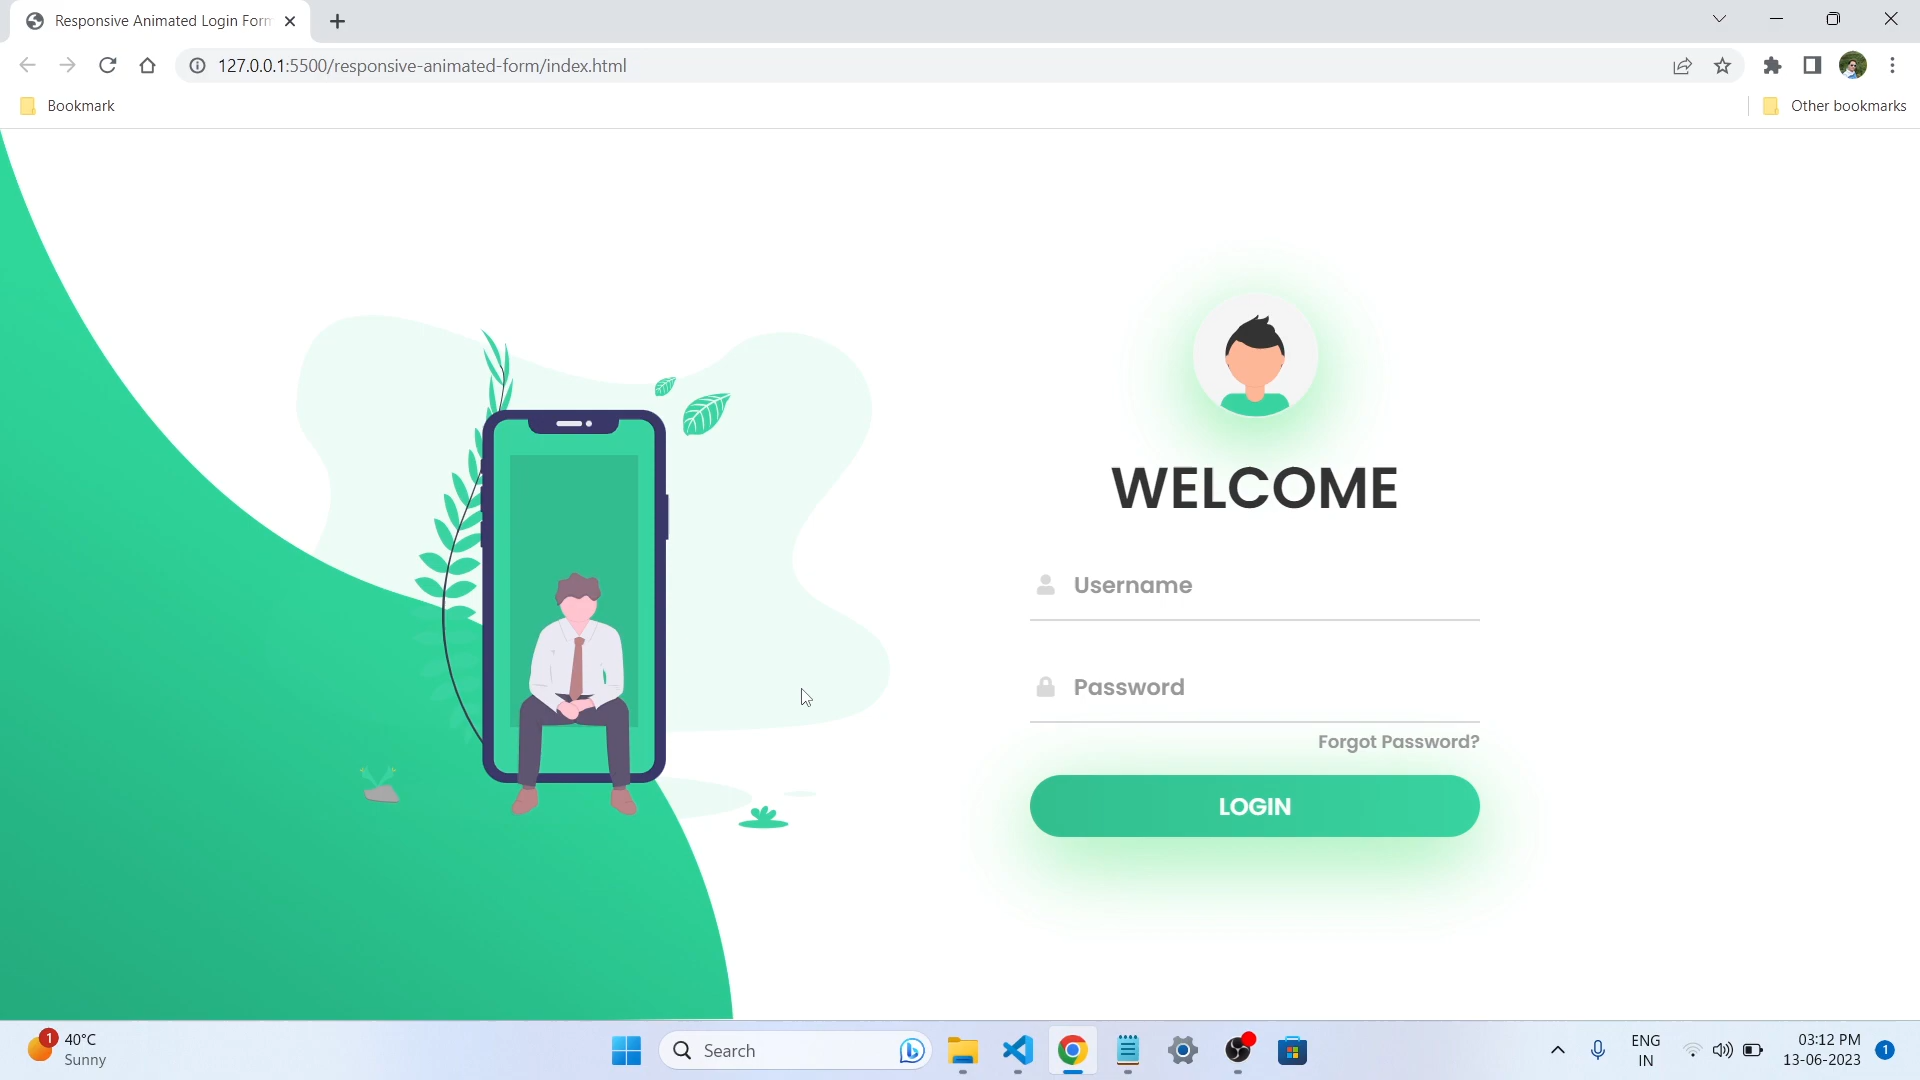 Responsive Animated Login Form
127.0.0.1:5500/responsive-animated-form/index.html
Bookmark
Other bookmarks
WELCOME
Username
Password
Forgot Password?
LOGIN
1
40°C
Sunny
Search
ENG
IN
03:12 PM
13-06-2023
1